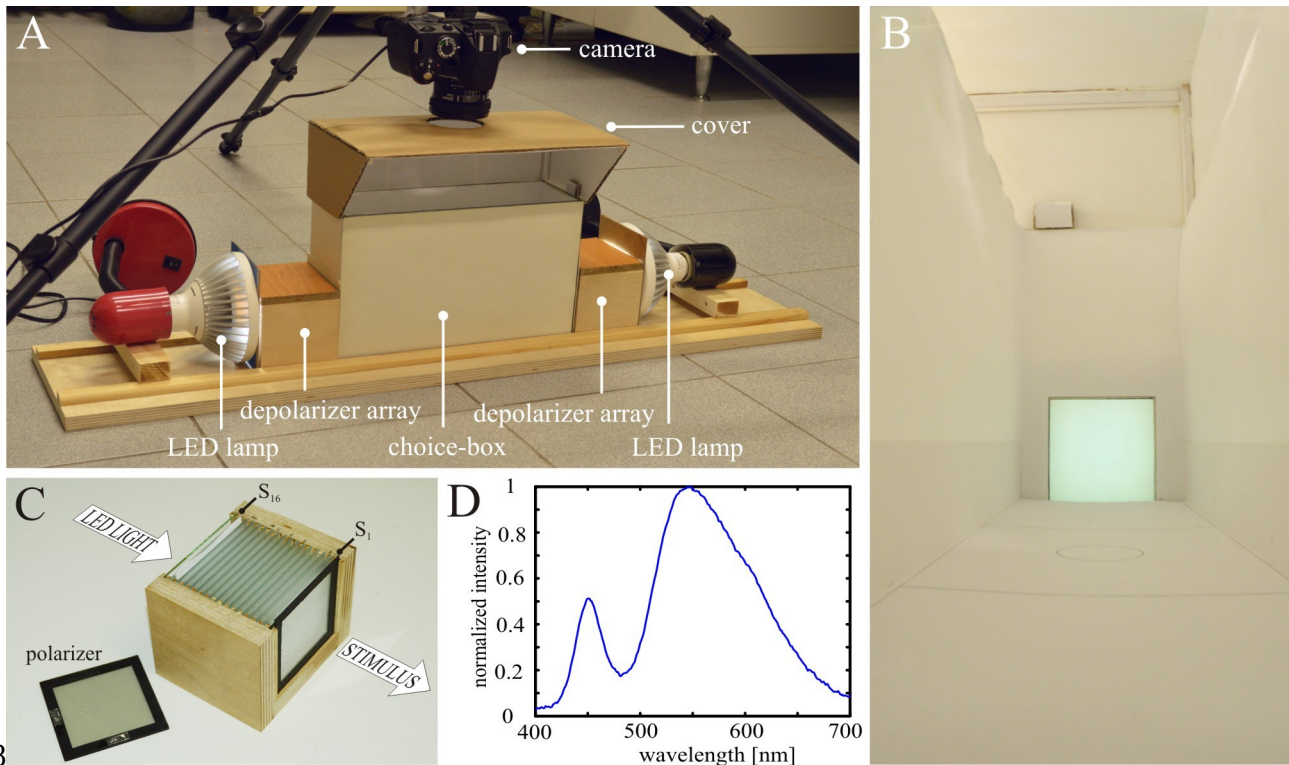 A
camera
cover
depolarizer array
depolarizer array
LED lamp
choice-box
LED lamp
B
C
S16
S1
LED LIGHT
polarizer
STIMULUS
D
1
0.8
0.6
0.4
0.2
0
normalized intensity
400
500
600
700
wavelength [nm]